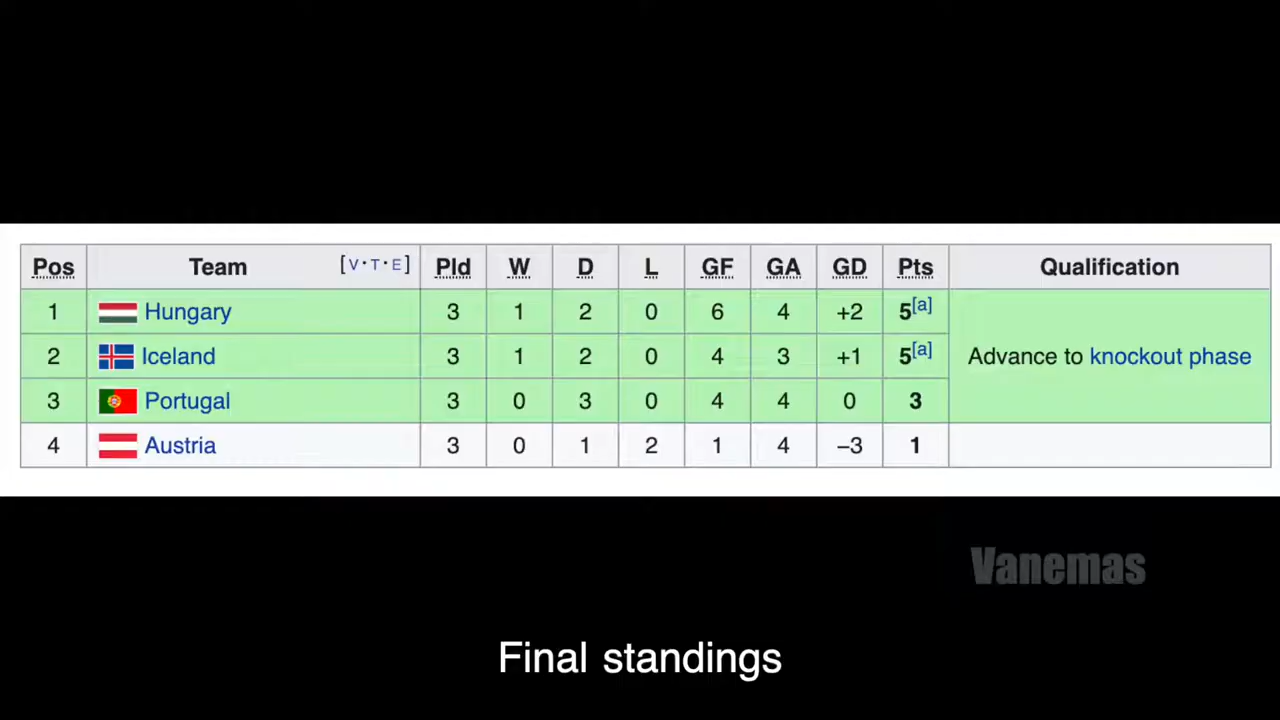 Pos Team [V·T·E] Pld W D L GF GA GD Pts Qualification
1 Hungary 3 1 2 0 6 4 +2 5[a]
2 Iceland 3 1 2 0 4 3 +1 5[a] Advance to knockout phase
3 Portugal 3 0 3 0 4 4 0 3
4 Austria 3 0 1 2 1 4 −3 1
Vanemas
Final standings